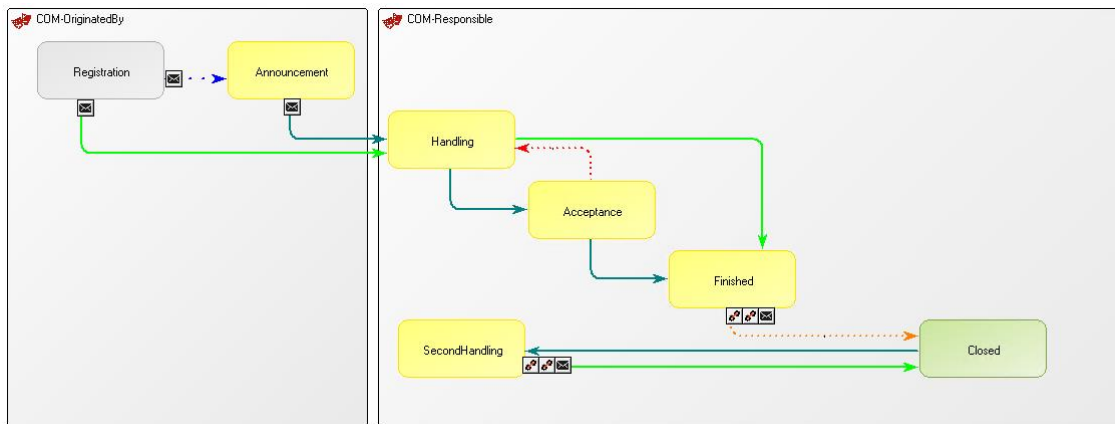 COM-OriginatedBy
COM-Responsible
Registration
Announcement
Handling
Acceptance
Finished
SecondHandling
Closed